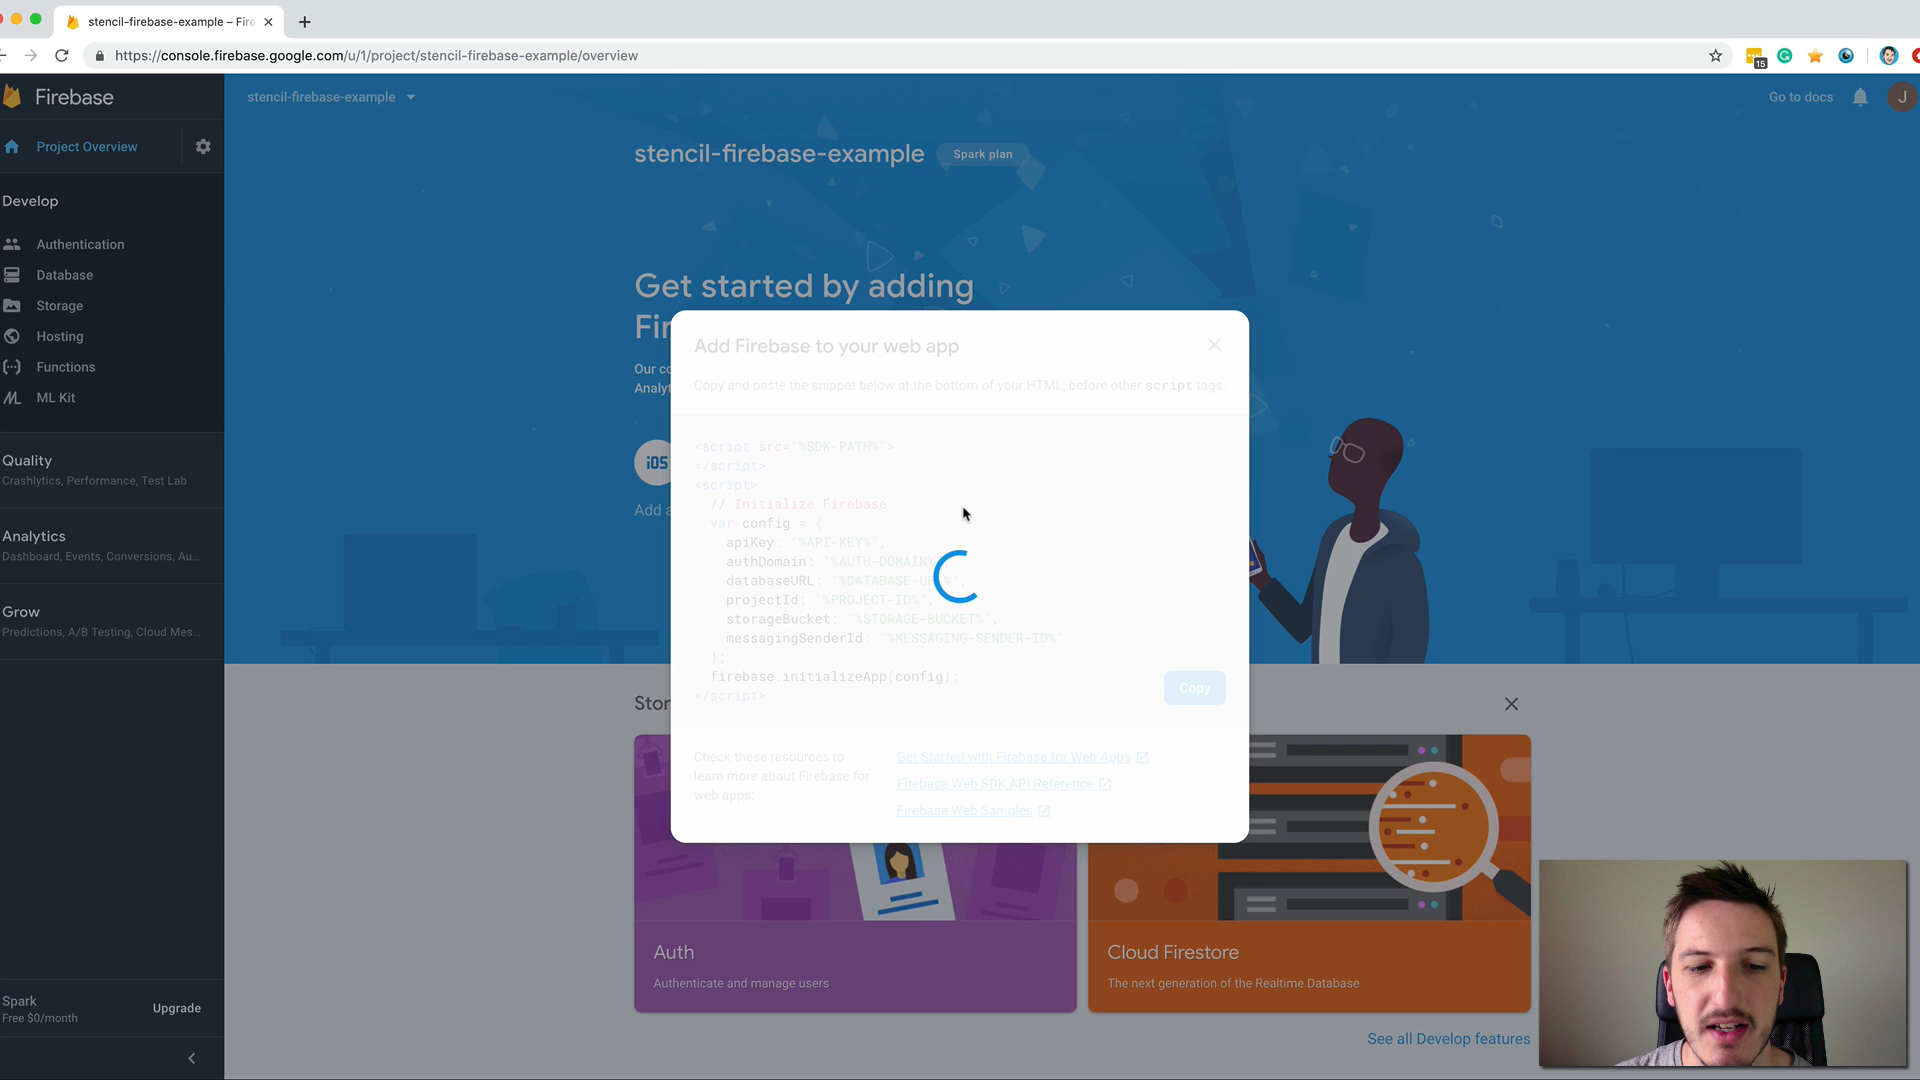 stencil-firebase-example – Fire
https://console.firebase.google.com/u/1/project/stencil-firebase-example/overview
15
Firebase
stencil-firebase-example
Go to docs
J
Project Overview
stencil-firebase-example
Spark plan
Develop
Authentication
Database
Storage
Hosting
Functions
ML Kit
Get started by adding
Fir
Our co
Analyt
iOS
Add a
Add Firebase to your web app
Copy and paste the snippet below at the bottom of your HTML, before other script tags.
<script src="%SDK-PATH%">
</script>
<script>
// Initialize Firebase
var config = {
apiKey: "%API-KEY%",
authDomain: "%AUTH-DOMAIN%
databaseURL: "%DATABASE-UR %",
projectId: "%PROJECT-ID%",
storageBucket: "%STORAGE-BUCKET%",
messagingSenderId: "%MESSAGING-SENDER-ID%"
};
firebase.initializeApp(config);
</script>
Copy
Check these resources to
learn more about Firebase for
web apps:
Get Started with Firebase for Web Apps
Firebase Web SDK API Reference
Firebase Web Samples
Quality
Crashlytics, Performance, Test Lab
Analytics
Dashboard, Events, Conversions, Au...
Grow
Predictions, A/B Testing, Cloud Mes...
Stor
Auth
Authenticate and manage users
Cloud Firestore
The next generation of the Realtime Database
See all Develop features
Spark
Free $0/month
Upgrade